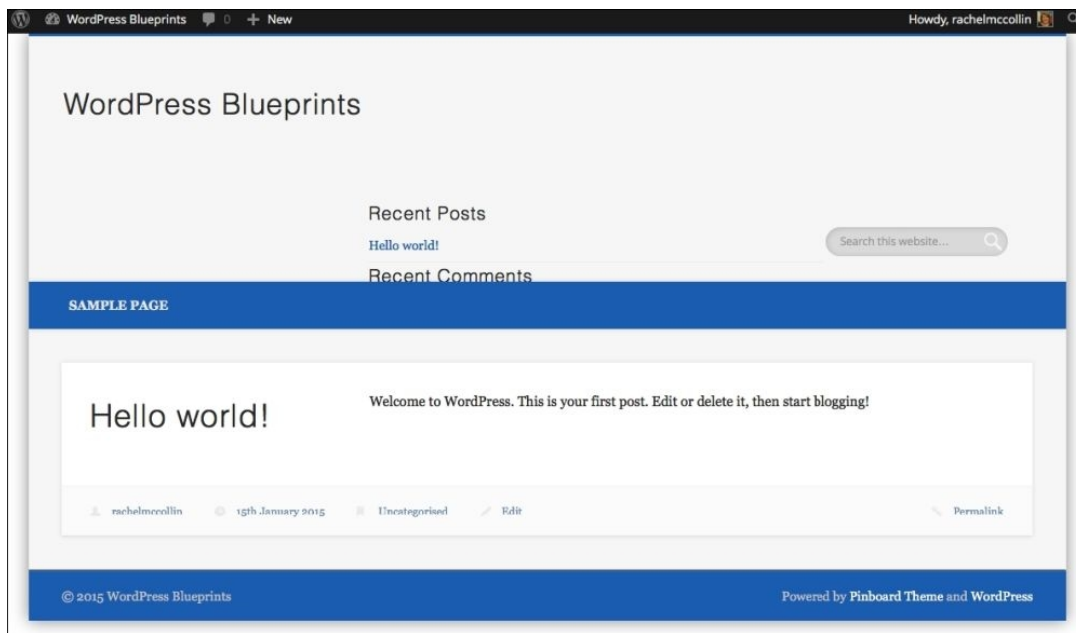 WordPress Blueprints 0 + New Howdy, rachelmccollin
WordPress Blueprints
Recent Posts
Hello world!
Search this website...
Recent Comments
SAMPLE PAGE
Hello world!
Welcome to WordPress. This is your first post. Edit or delete it, then start blogging!
rachelmccollin 15th January 2015 Uncategorised Edit Permalink
© 2015 WordPress Blueprints Powered by Pinboard Theme and WordPress